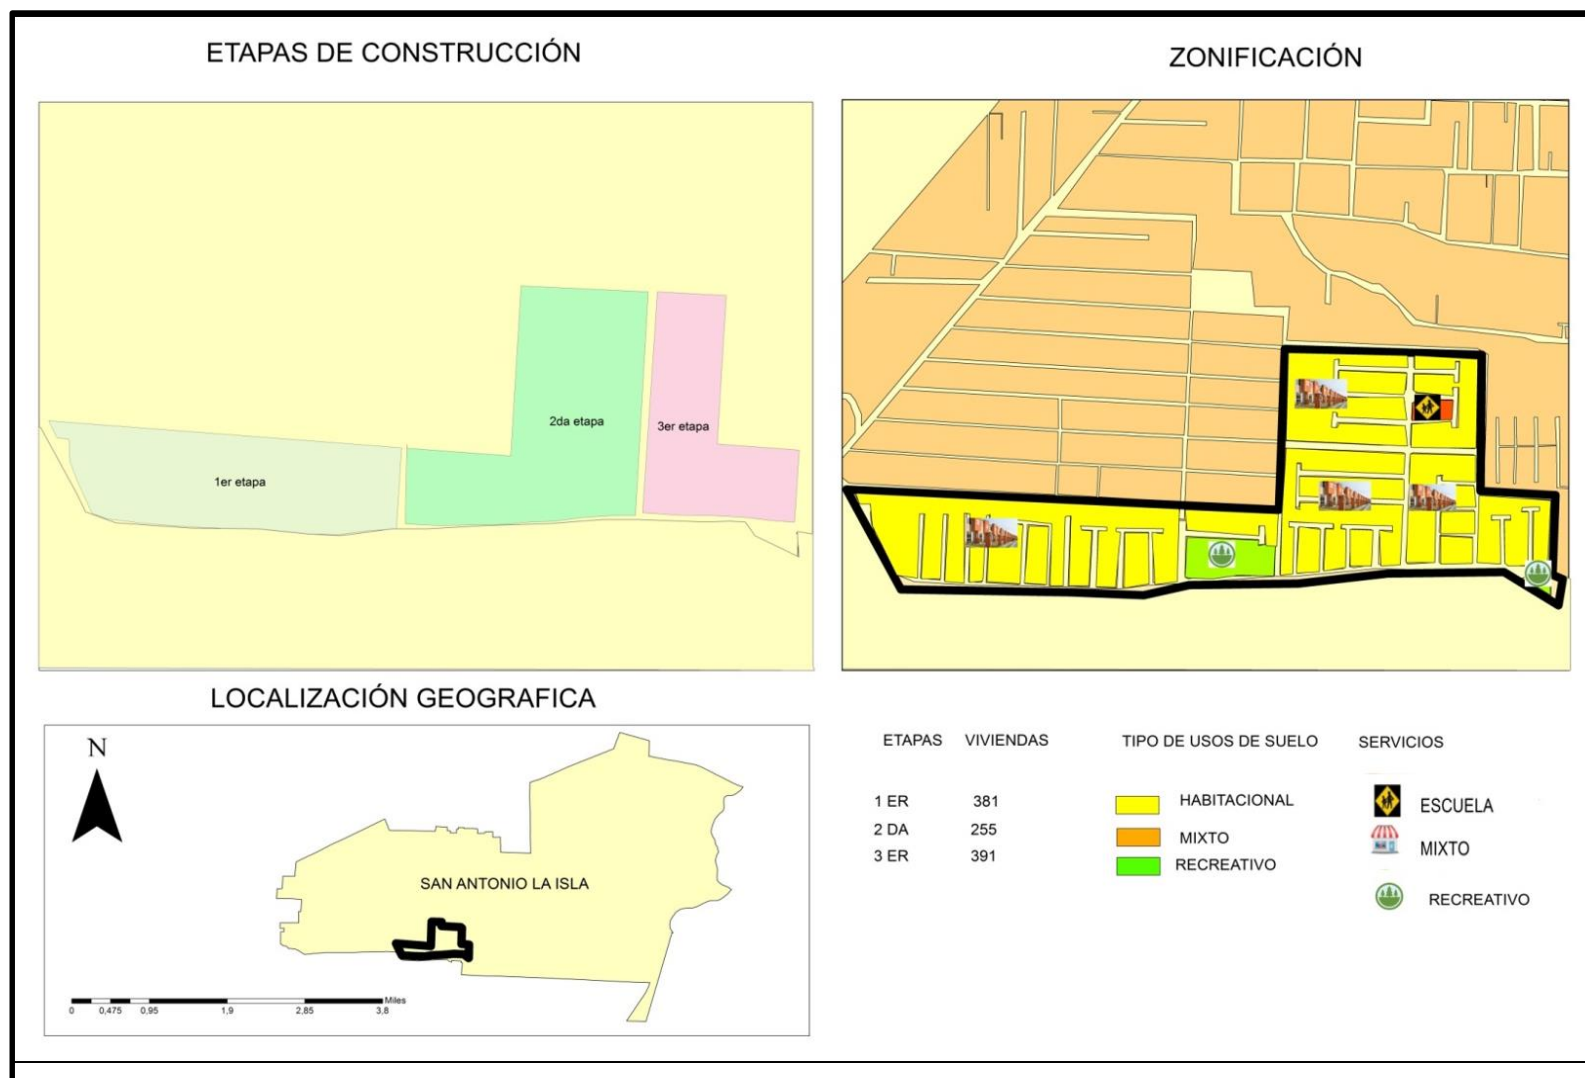 ETAPAS DE CONSTRUCCIÓN
ZONIFICACIÓN
2da etapa
3er etapa
1er etapa
LOCALIZACIÓN GEOGRAFICA
N
SAN ANTONIO LA ISLA
Miles
0 0,475 0,95 1,9 2,85 3,8
ETAPAS VIVIENDAS
1 ER 381
2 DA 255
3 ER 391
TIPO DE USOS DE SUELO
HABITACIONAL
MIXTO
RECREATIVO
SERVICIOS
ESCUELA
MIXTO
RECREATIVO